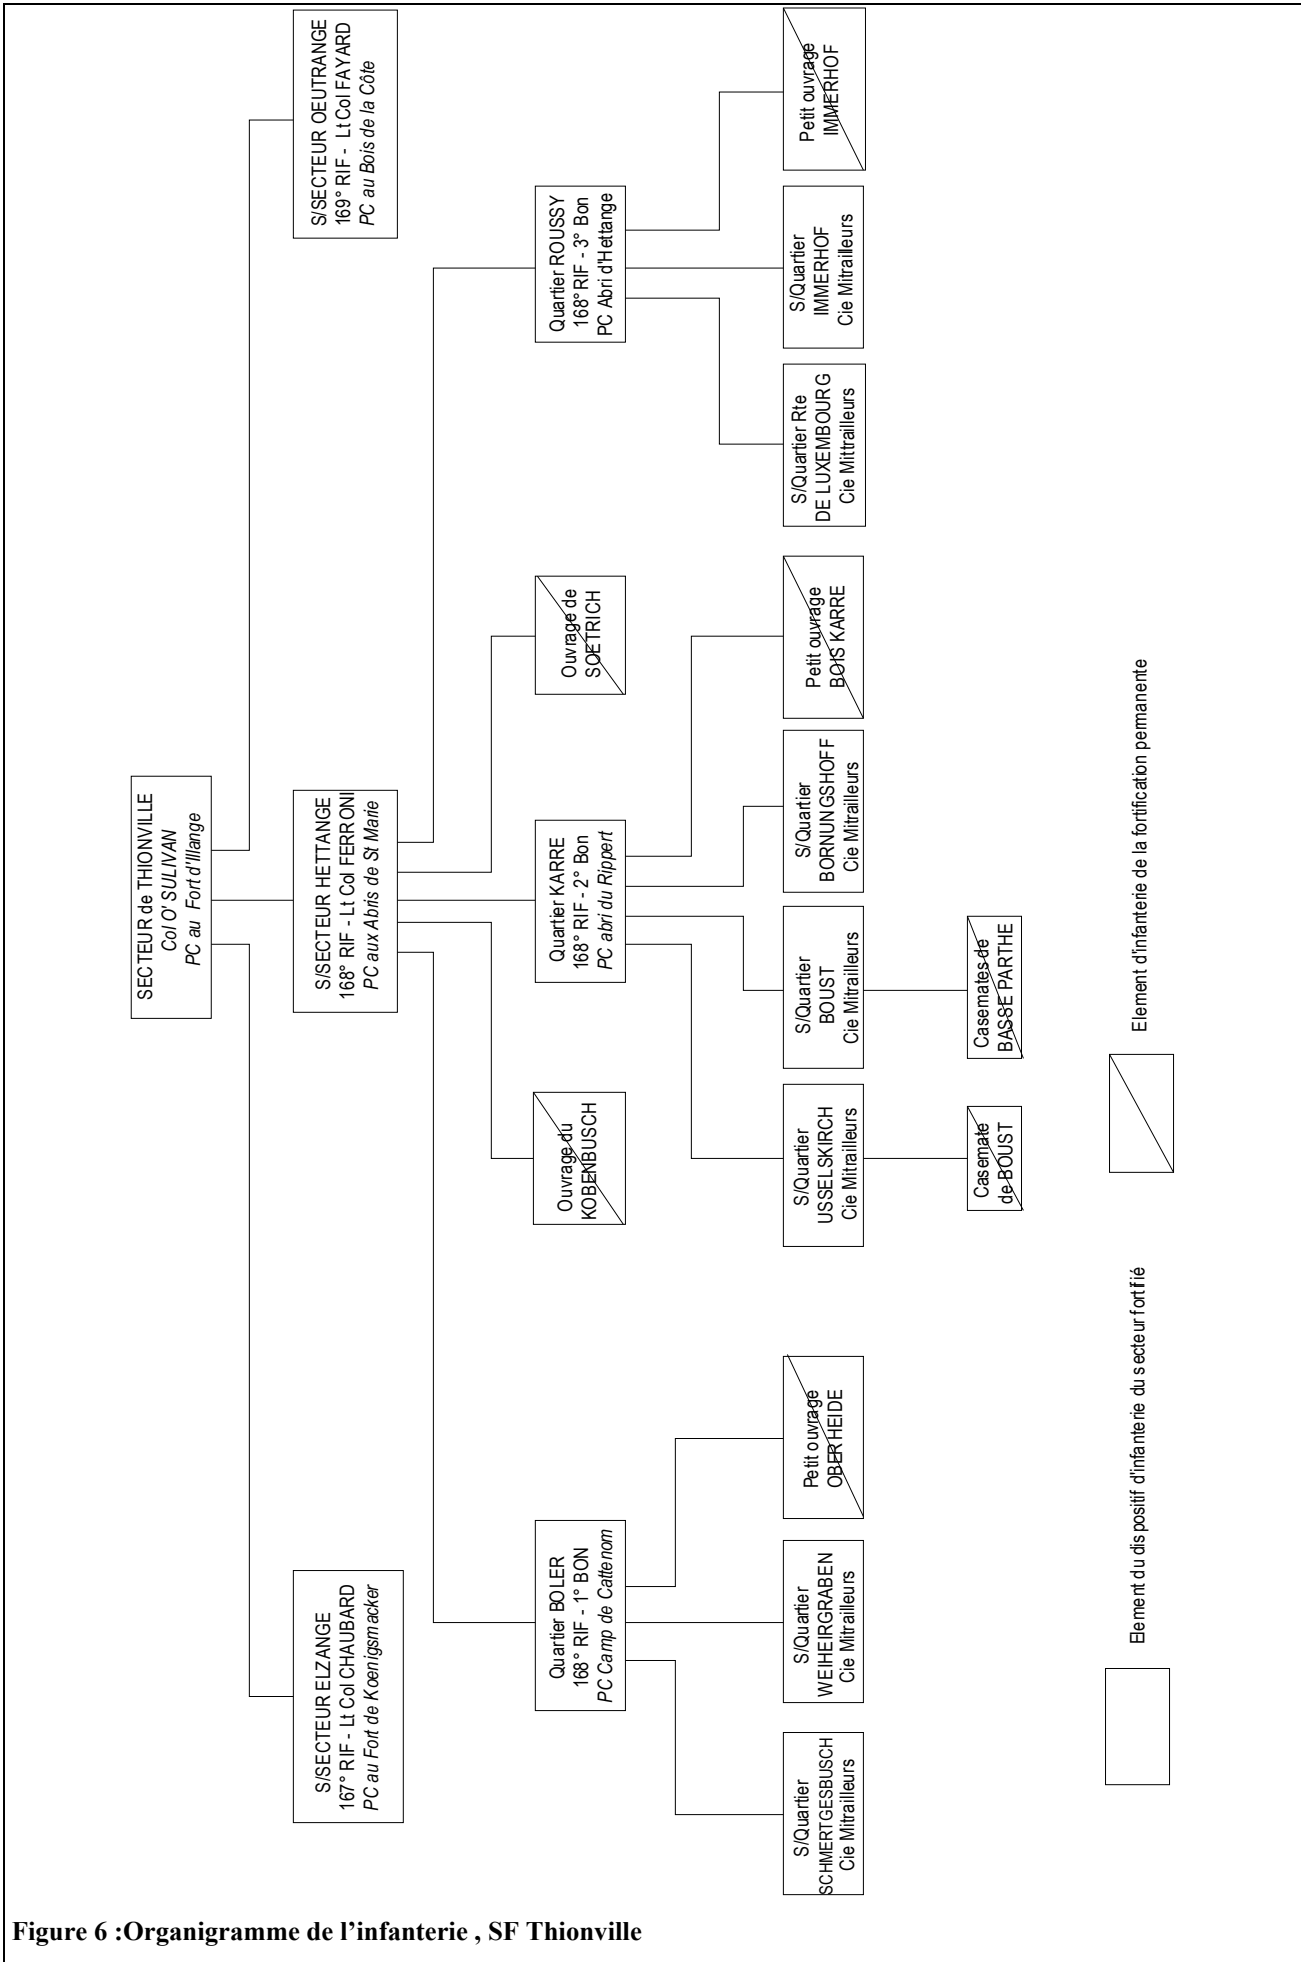 SECTEUR de THIONVILLE
Col O' SULIVAN
PC au Fort d'Illange
S/SECTEUR ELZANGE
167° RIF - Lt Col CHAUBARD
PC au Fort de Koenigsmacker
S/SECTEUR HETTANGE
168° RIF - Lt Col FERRONI
PC aux Abris de St Marie
S/SECTEUR OEUTRANGE
169° RIF - Lt Col FAYARD
PC au Bois de la Côte
Quartier BOLER
168° RIF - 1° BON
PC Camp de Cattenom
Ouvrage du
KOBENBUSCH
Quartier KARRE
168° RIF - 2° Bon
PC abri du Rippert
Ouvrage de
SOETRICH
Quartier ROUSSY
168° RIF - 3° Bon
PC Abri d'Hettange
S/Quartier
SCHMERTGESBUSCH
Cie Mitrailleurs
S/Quartier
WEIHEIRGRABEN
Cie Mitrailleurs
Petit ouvrage
OBERHEIDE
S/Quartier
USSELSKIRCH
Cie Mitrailleurs
S/Quartier
BOUST
Cie Mitrailleurs
S/Quartier
BORNUNGSHOFF
Cie Mitrailleurs
Petit ouvrage
BOIS KARRE
S/Quartier Rte
DE LUXEMBOURG
Cie Mittrailleurs
S/Quartier
IMMERHOF
Cie Mitrailleurs
Petit ouvrage
IMMERHOF
Casemate
de BOUST
Casemates de
BASSE PARTHE
Element du dispositif d'infanterie du secteur fortifié
Element d'infanterie de la fortification permanente
Figure 6 :Organigramme de l'infanterie , SF Thionville